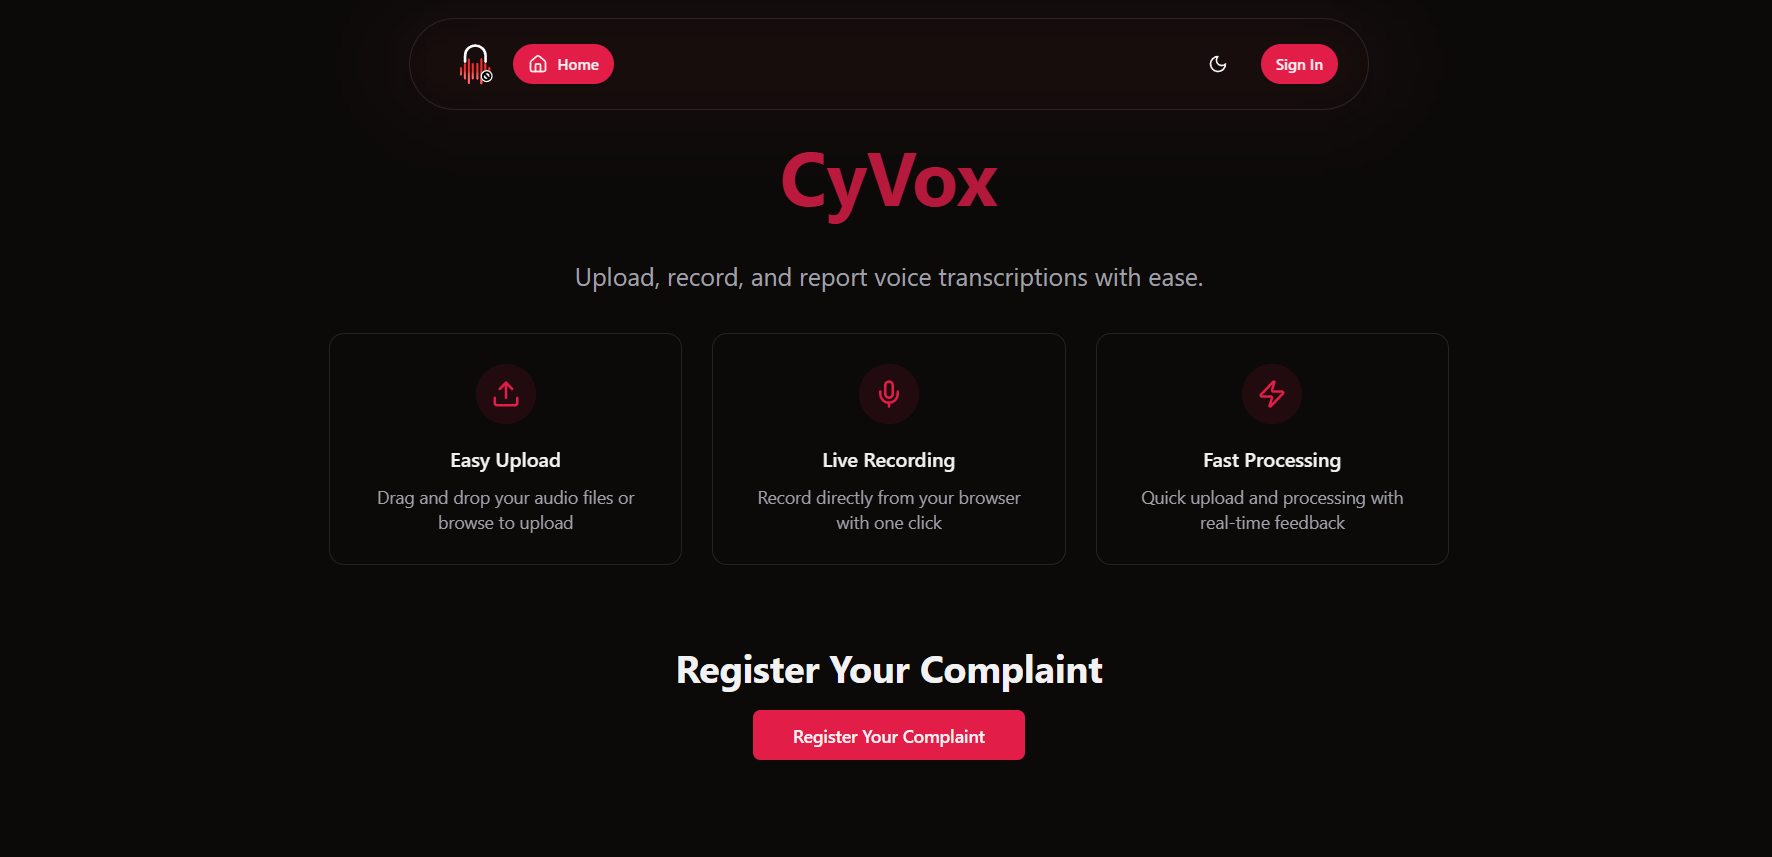 Home
Sign In
CyVox
Upload, record, and report voice transcriptions with ease.
Easy Upload
Drag and drop your audio files or
browse to upload
Live Recording
Record directly from your browser
with one click
Fast Processing
Quick upload and processing with
real-time feedback
Register Your Complaint
Register Your Complaint